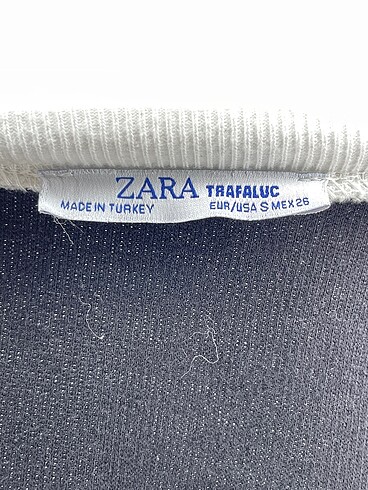 ZARA TRAFALUC
MADE IN TURKEY EUR/USA S MEX 26